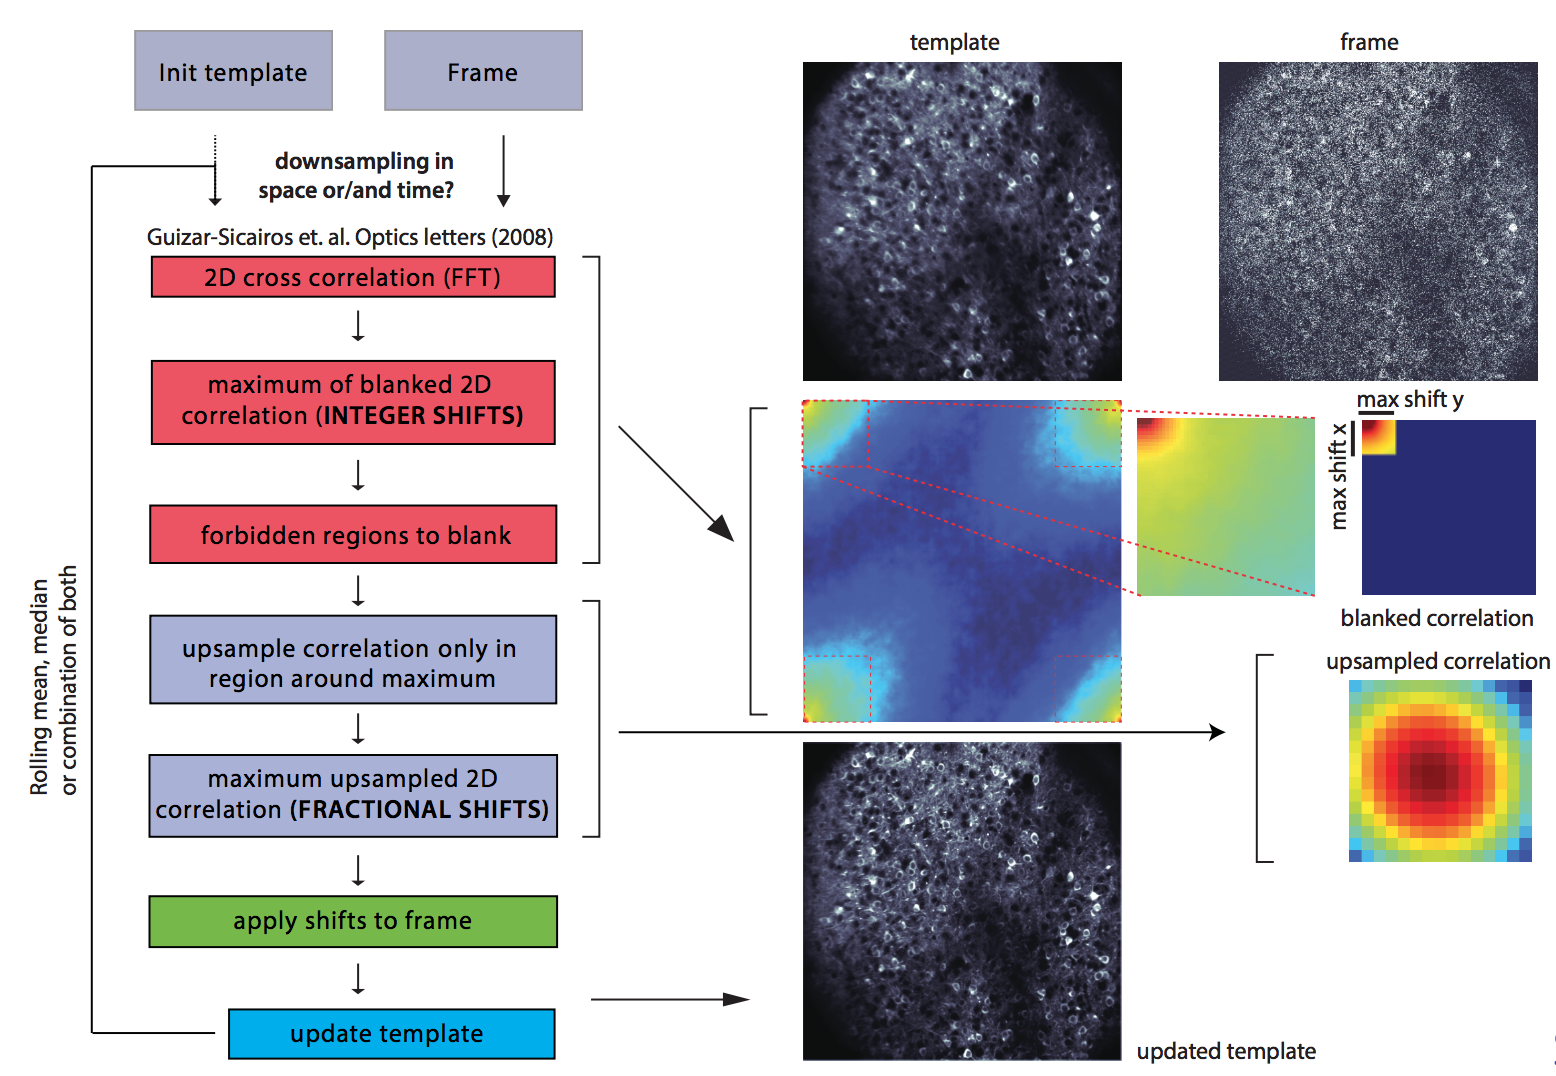 Init template
Frame
template
frame
downsampling in
space or/and time?
Guizar-Sicairos et. al. Optics letters (2008)
2D cross correlation (FFT)
maximum of blanked 2D
correlation (INTEGER SHIFTS)
forbidden regions to blank
upsample correlation only in
region around maximum
maximum upsampled 2D
correlation (FRACTIONAL SHIFTS)
apply shifts to frame
update template
Rolling mean, median
or combination of both
max shift y
max shift x
blanked correlation
upsampled correlation
updated template